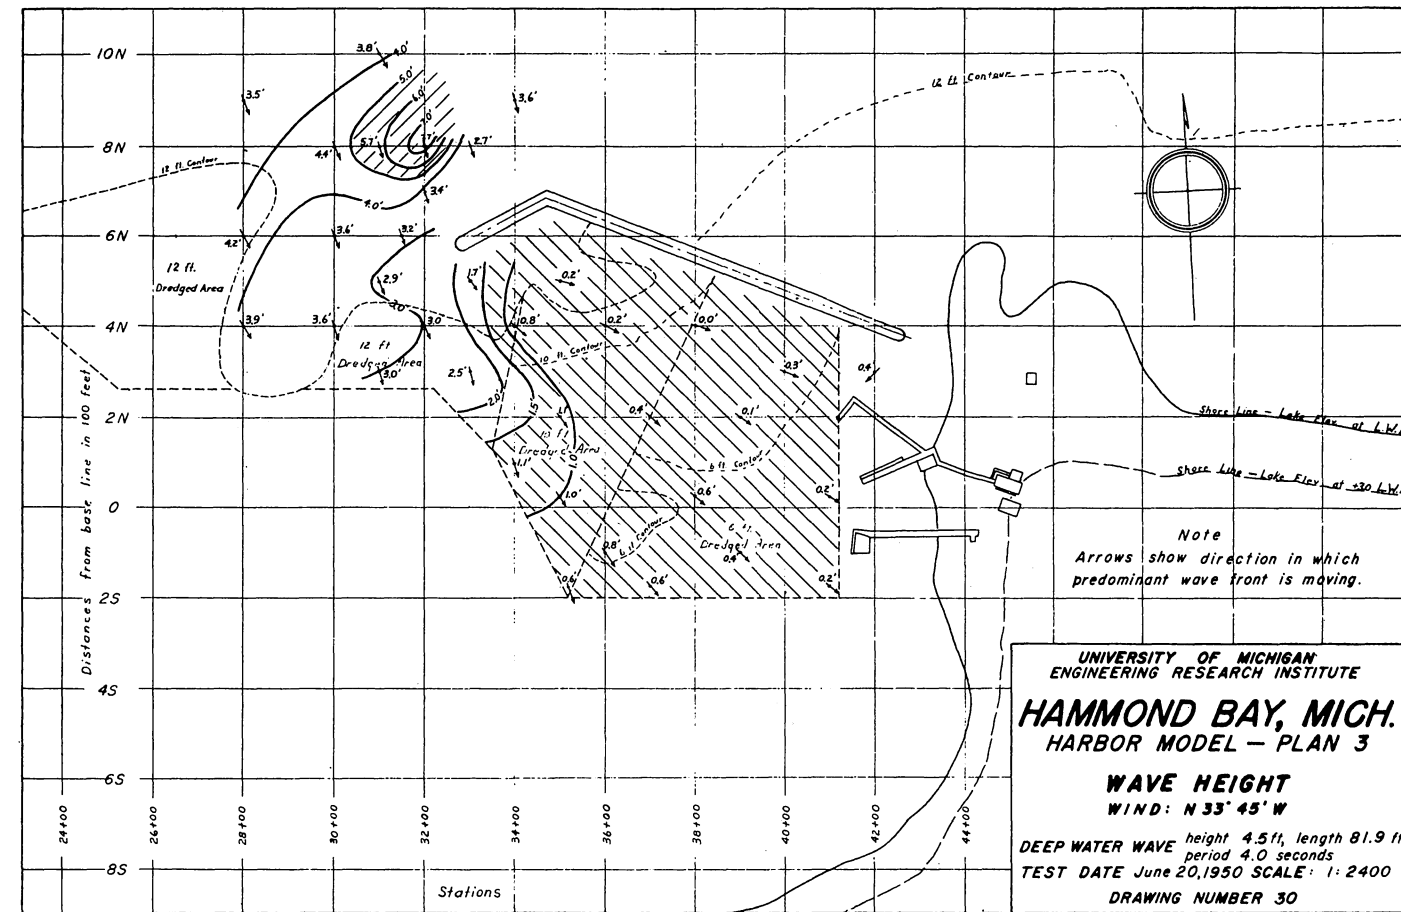 10N
8N
6N
4N
2N
0
2S
4S
6S
8S
Distances from base line in 100 feet
24+00
26+00
28+00
30+00
32+00
34+00
36+00
38+00
40+00
42+00
44+00
Stations
3.8'
4.0'
3.5'
5.0'
6.0'
7.0'
3.6'
4.4'
5.7'
2.7'
3.4'
4.0'
12 ft. Contour
12 ft Contour
4.2'
3.6'
3.2'
12 ft.
Dredged Area
2.9'
1.7'
0.2'
3.9'
3.6'
3.0'
0.8'
0.2'
0.0'
12 ft
Dredged Area
10 ft. Contour
3.0'
2.5'
0.3'
0.4'
2.0'
1.5'
0.4'
0.1'
10 ft
Dredged Area
1.1'
1.0'
6 ft Contour
1.0'
0.6'
0.2'
6 ft Contour
0.8'
6 ft.
Dredged Area
0.4'
0.6'
0.6'
0.2'
Shore Line - Lake Elev at L.W.
Shore Line - Lake Elev at +30 L.W.
Note
Arrows show direction in which
predominant wave front is moving.
UNIVERSITY OF MICHIGAN
ENGINEERING RESEARCH INSTITUTE
HAMMOND BAY, MICH.
HARBOR MODEL - PLAN 3
WAVE HEIGHT
WIND: N 33° 45' W
DEEP WATER WAVE height 4.5 ft, length 81.9 ft
period 4.0 seconds
TEST DATE June 20, 1950 SCALE: 1:2400
DRAWING NUMBER 30